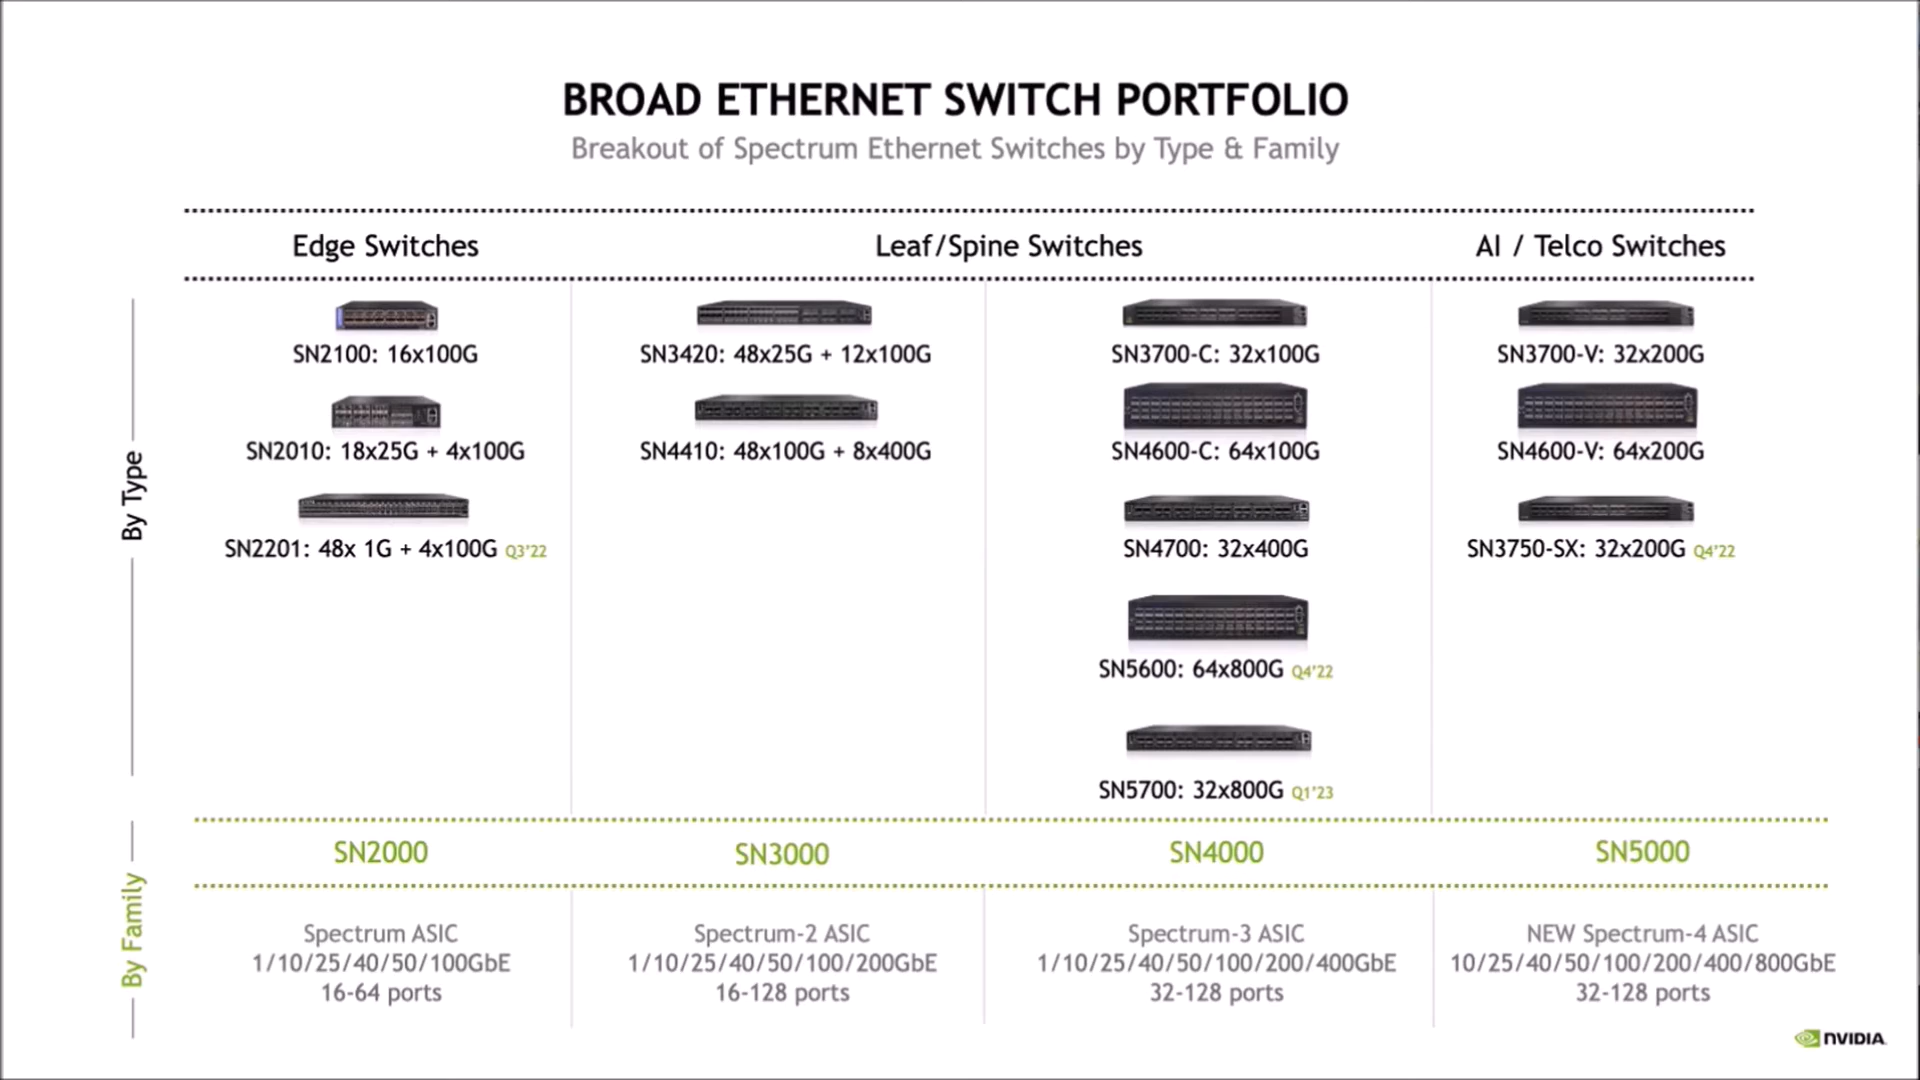 BROAD ETHERNET SWITCH PORTFOLIO
Breakout of Spectrum Ethernet Switches by Type & Family
Edge Switches
Leaf/Spine Switches
AI / Telco Switches
By Type
SN2100: 16x100G
SN2010: 18x25G + 4x100G
SN2201: 48x 1G + 4x100G Q3'22
SN3420: 48x25G + 12x100G
SN4410: 48x100G + 8x400G
SN3700-C: 32x100G
SN4600-C: 64x100G
SN4700: 32x400G
SN5600: 64x800G Q4'22
SN5700: 32x800G Q1'23
SN3700-V: 32x200G
SN4600-V: 64x200G
SN3750-SX: 32x200G Q4'22
By Family
SN2000
Spectrum ASIC
1/10/25/40/50/100GbE
16-64 ports
SN3000
Spectrum-2 ASIC
1/10/25/40/50/100/200GbE
16-128 ports
SN4000
Spectrum-3 ASIC
1/10/25/40/50/100/200/400GbE
32-128 ports
SN5000
NEW Spectrum-4 ASIC
10/25/40/50/100/200/400/800GbE
32-128 ports
NVIDIA